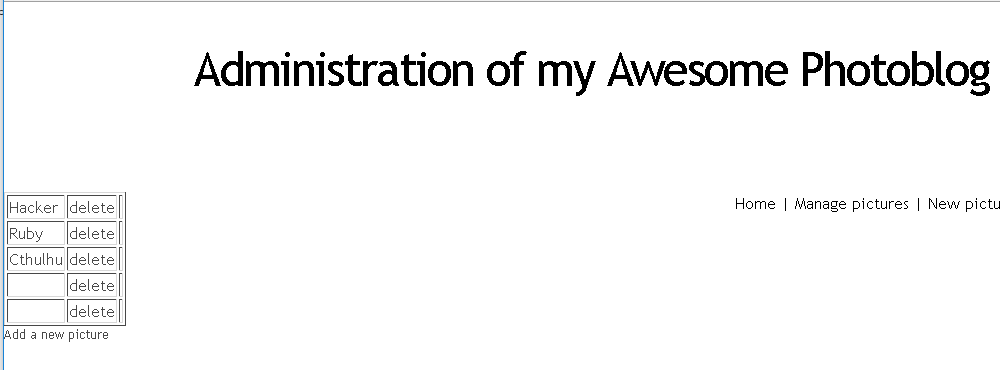 Administration of my Awesome Photoblog
Home | Manage pictures | New pictu
Hacker delete
Ruby delete
Cthulhu delete
delete
delete
Add a new picture